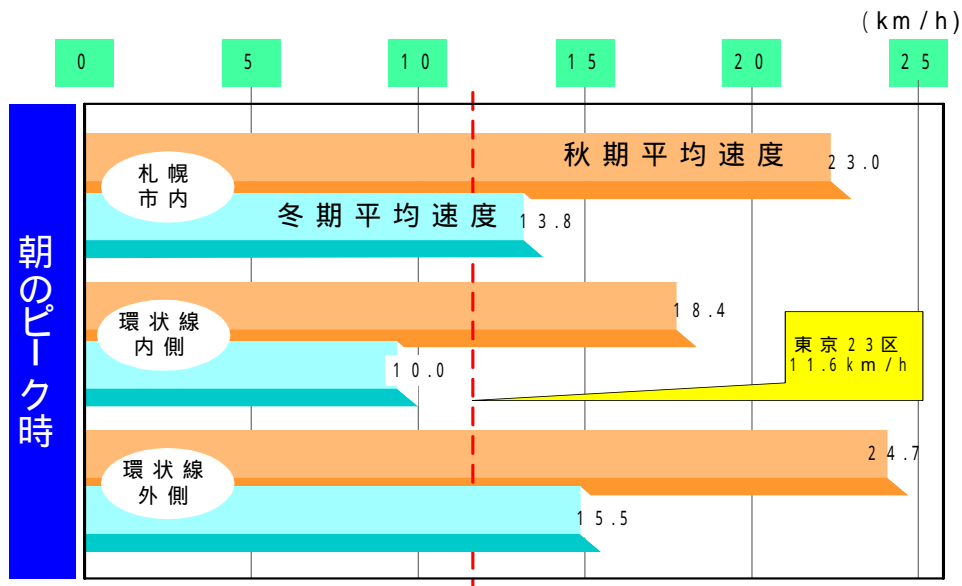 (km/h)
0 5 10 15 20 25
朝のピーク時
札幌
市内
秋期平均速度
23.0
冬期平均速度
13.8
環状線
内側
18.4
10.0
東京23区
11.6km/h
環状線
外側
24.7
15.5